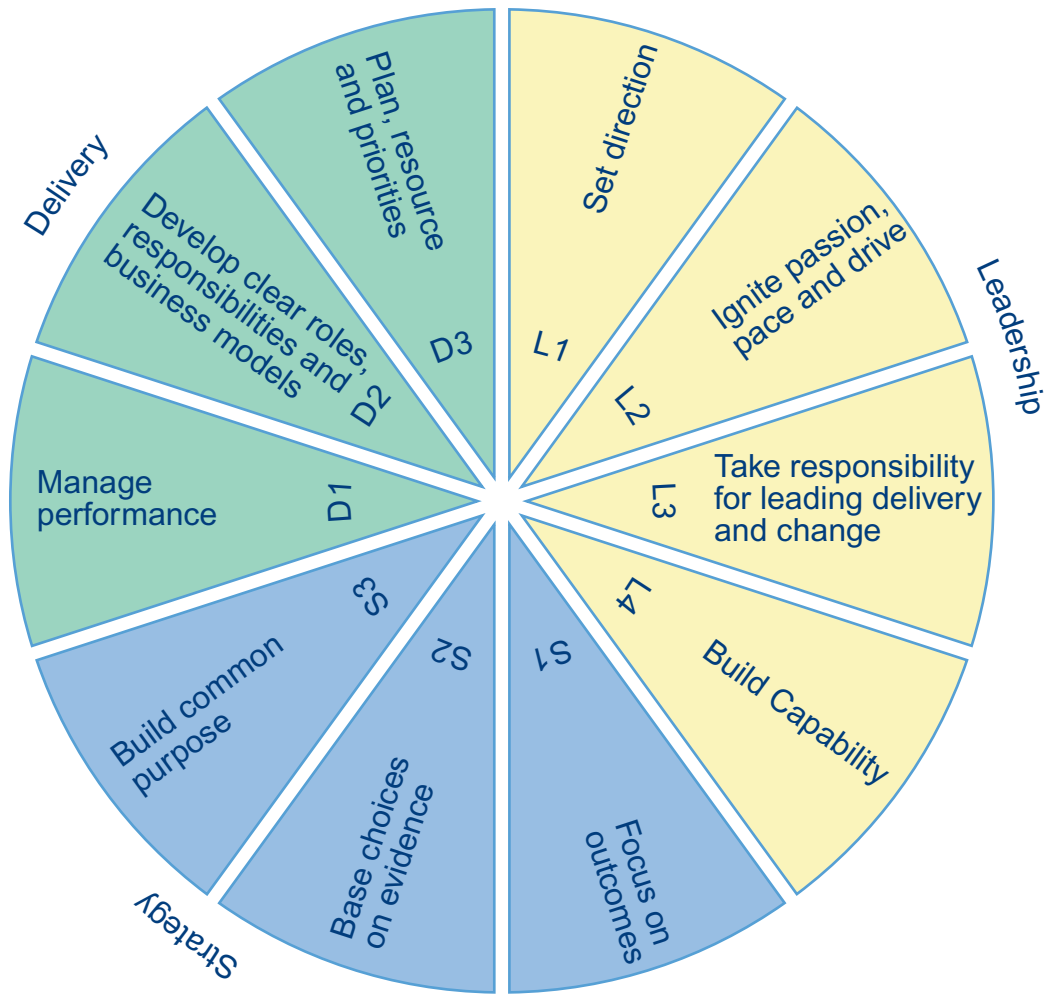 Leadership
L1
Set direction
L2
Ignite passion,
pace and drive
L3
Take responsibility
for leading delivery
and change
L4
Build Capability
Strategy
S1
Focus on
outcomes
S2
Base choices
on evidence
S3
Build common
purpose
Delivery
D1
Manage
performance
D2
Develop clear roles,
responsibilities and
business models
D3
Plan, resource
and priorities